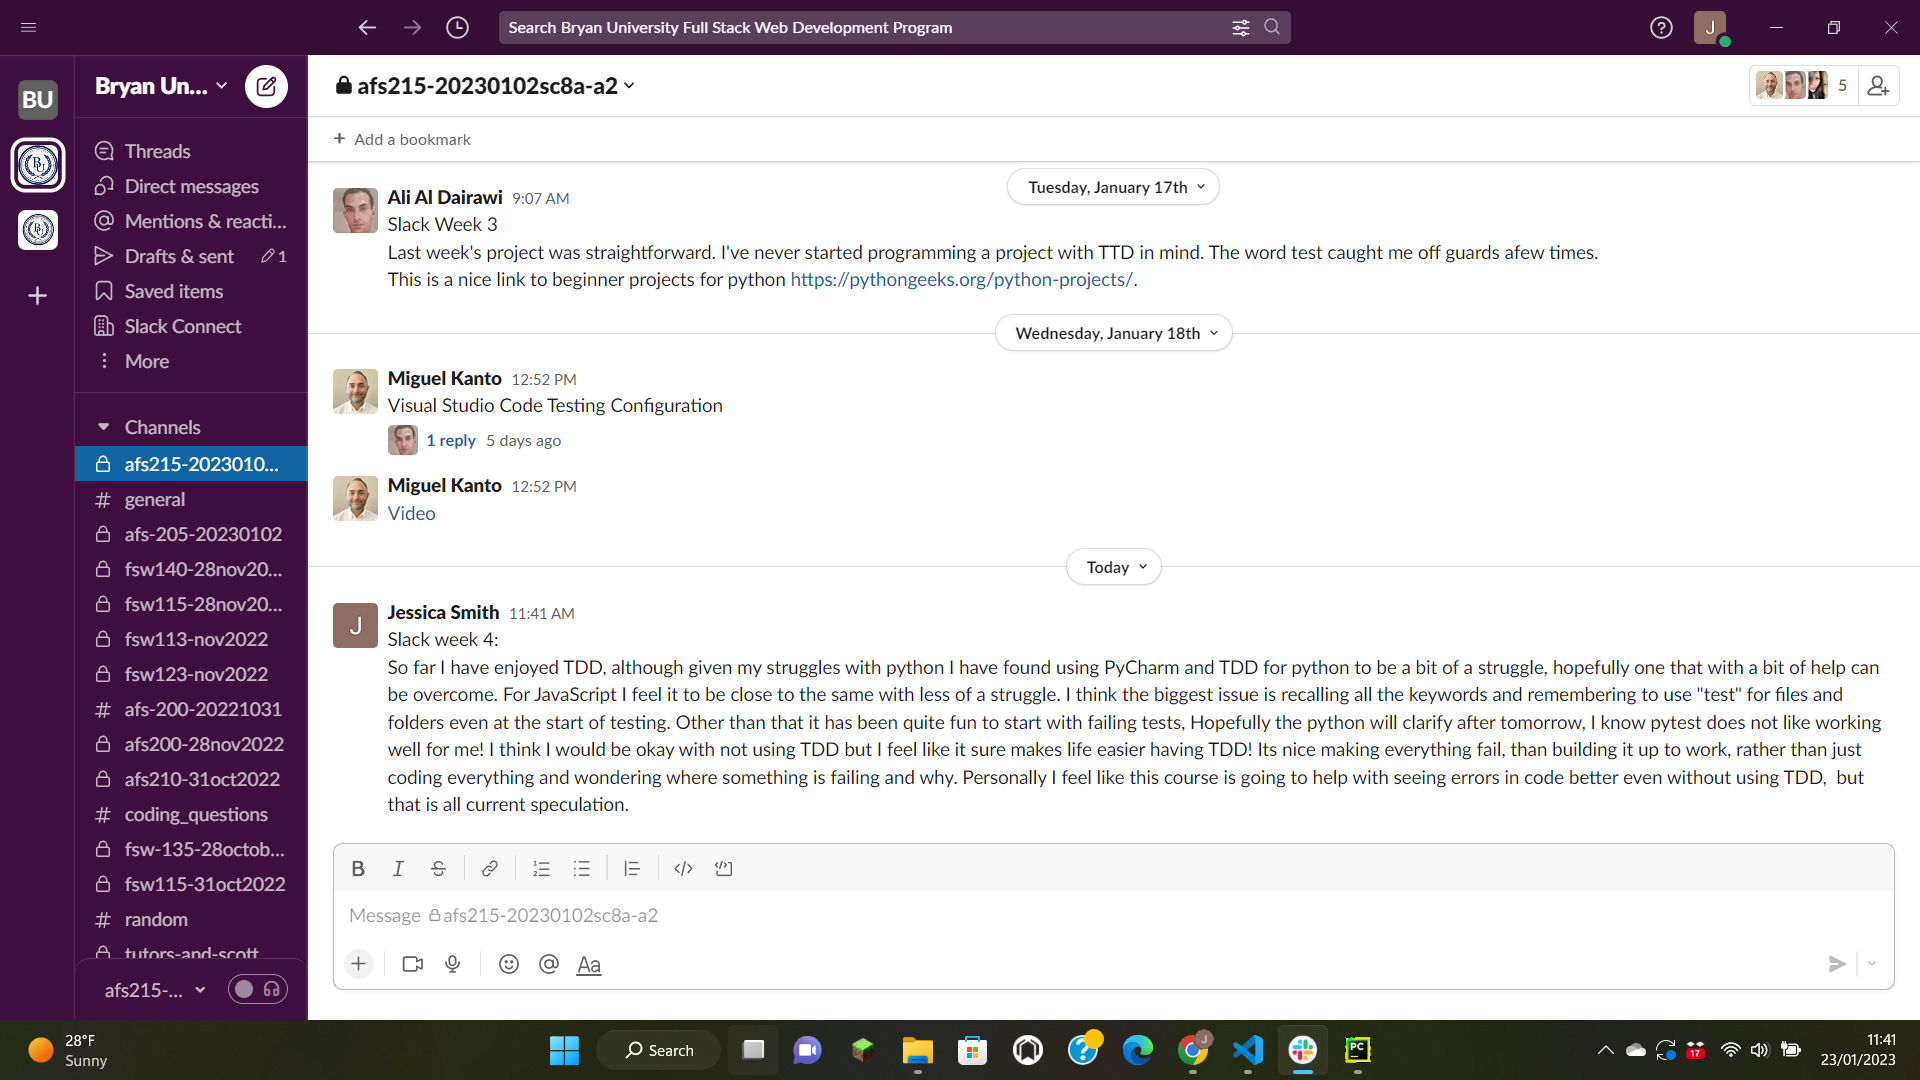 Search Bryan University Full Stack Web Development Program
J
BU
Bryan Un...
afs215-20230102sc8a-a2
5
+ Add a bookmark
Threads
Direct messages
Mentions & reacti...
Drafts & sent 1
Saved items
Slack Connect
More
Channels
afs215-2023010...
general
afs-205-20230102
fsw140-28nov20...
fsw115-28nov20...
fsw113-nov2022
fsw123-nov2022
afs-200-20221031
afs200-28nov2022
afs210-31oct2022
coding_questions
fsw-135-28octob...
fsw115-31oct2022
random
tutors-and-scott
afs215-...
Tuesday, January 17th
Ali Al Dairawi 9:07 AM
Slack Week 3
Last week's project was straightforward. I've never started programming a project with TTD in mind. The word test caught me off guards afew times.
This is a nice link to beginner projects for python https://pythongeeks.org/python-projects/.
Wednesday, January 18th
Miguel Kanto 12:52 PM
Visual Studio Code Testing Configuration
1 reply 5 days ago
Miguel Kanto 12:52 PM
Video
Today
J
Jessica Smith 11:41 AM
Slack week 4:
So far I have enjoyed TDD, although given my struggles with python I have found using PyCharm and TDD for python to be a bit of a struggle, hopefully one that with a bit of help can
be overcome. For JavaScript I feel it to be close to the same with less of a struggle. I think the biggest issue is recalling all the keywords and remembering to use "test" for files and
folders even at the start of testing. Other than that it has been quite fun to start with failing tests, Hopefully the python will clarify after tomorrow, I know pytest does not like working
well for me! I think I would be okay with not using TDD but I feel like it sure makes life easier having TDD! Its nice making everything fail, than building it up to work, rather than just
coding everything and wondering where something is failing and why. Personally I feel like this course is going to help with seeing errors in code better even without using TDD,  but
that is all current speculation.
B I S
Message afs215-20230102sc8a-a2
Aa
28°F
Sunny
Search
J
PC
17
11:41
23/01/2023